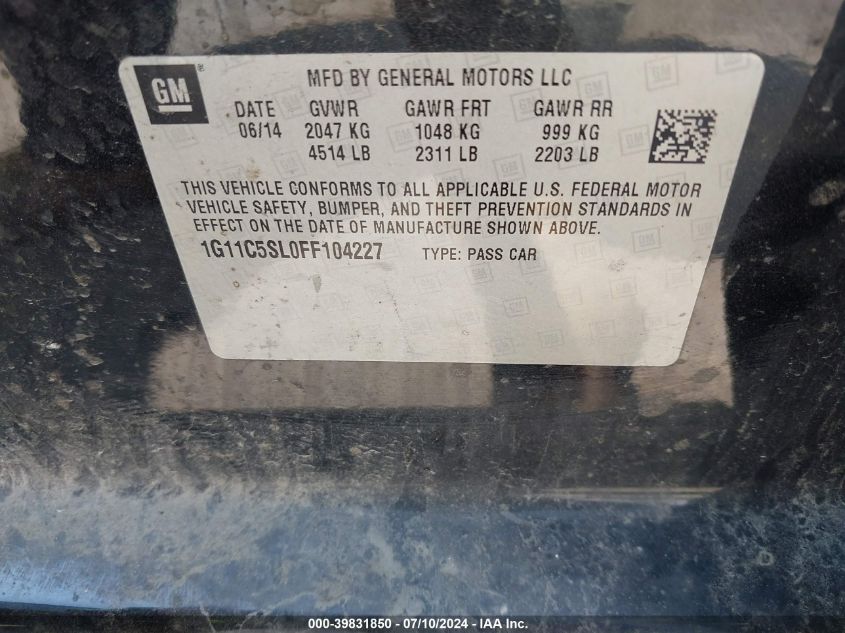 GM ®
MFD BY GENERAL MOTORS LLC
DATE GVWR GAWR FRT GAWR RR
06/14 2047 KG 1048 KG 999 KG
4514 LB 2311 LB 2203 LB
THIS VEHICLE CONFORMS TO ALL APPLICABLE U.S. FEDERAL MOTOR
VEHICLE SAFETY, BUMPER, AND THEFT PREVENTION STANDARDS IN
EFFECT ON THE DATE OF MANUFACTURE SHOWN ABOVE.
1G11C5SL0FF104227 TYPE: PASS CAR
000-39831850 - 07/10/2024 - IAA Inc.